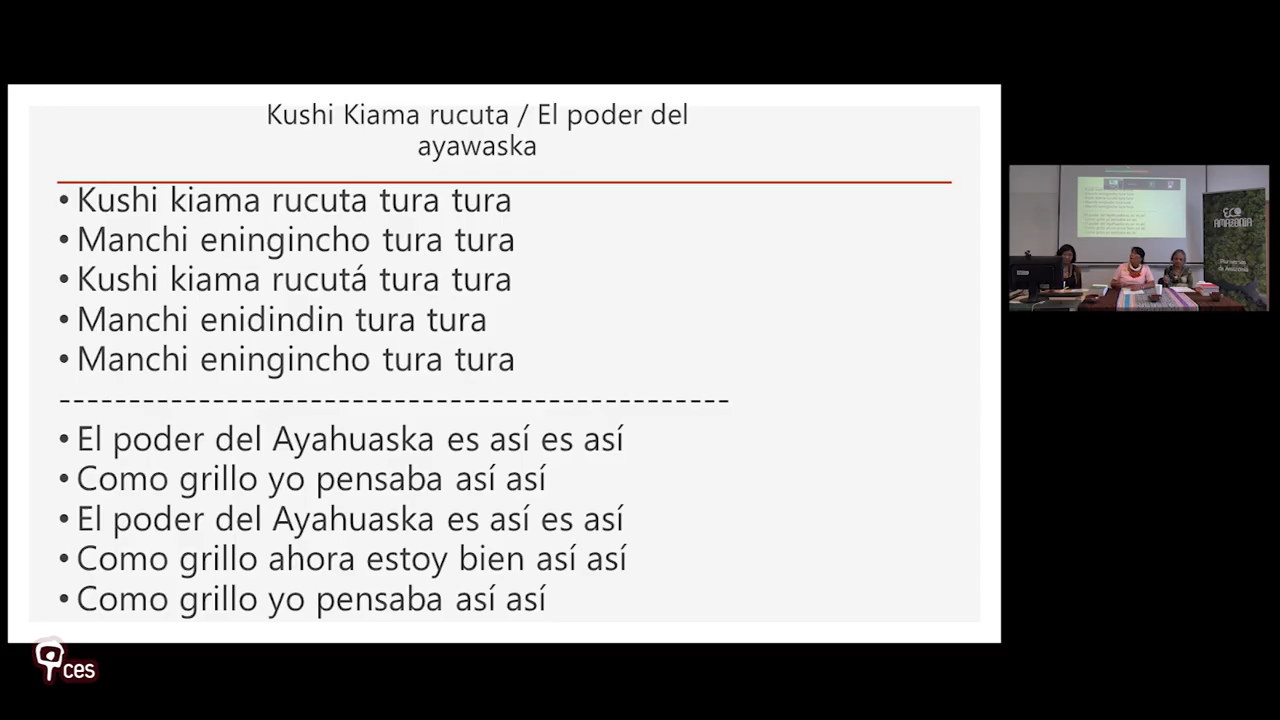 Kushi Kiama rucuta / El poder del
ayawaska
• Kushi kiama rucuta tura tura
• Manchi eningincho tura tura
• Kushi kiama rucutá tura tura
• Manchi enidindin tura tura
• Manchi eningincho tura tura
------------------------------------------------
• El poder del Ayahuaska es así es así
• Como grillo yo pensaba así así
• El poder del Ayahuaska es así es así
• Como grillo ahora estoy bien así así
• Como grillo yo pensaba así así
ECO
AMAZONIA
ces